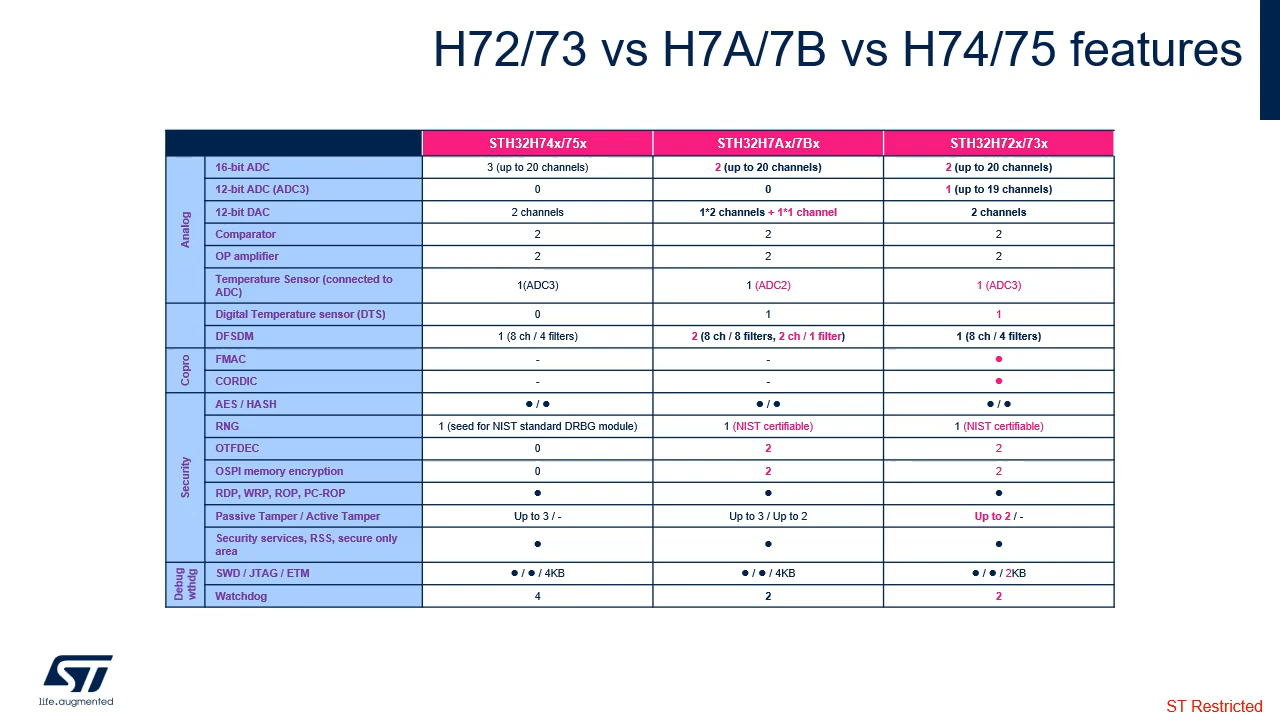 H72/73 vs H7A/7B vs H74/75 features
STH32H74x/75x STH32H7Ax/7Bx STH32H72x/73x
Analog
16-bit ADC 3 (up to 20 channels) 2 (up to 20 channels) 2 (up to 20 channels)
12-bit ADC (ADC3) 0 0 1 (up to 19 channels)
12-bit DAC 2 channels 1*2 channels + 1*1 channel 2 channels
Comparator 2 2 2
OP amplifier 2 2 2
Temperature Sensor (connected to
ADC) 1(ADC3) 1 (ADC2) 1 (ADC3)
Digital Temperature sensor (DTS) 0 1 1
DFSDM 1 (8 ch / 4 filters) 2 (8 ch / 8 filters, 2 ch / 1 filter) 1 (8 ch / 4 filters)
Copro
FMAC - - ●
CORDIC - - ●
Security
AES / HASH ● / ● ● / ● ● / ●
RNG 1 (seed for NIST standard DRBG module) 1 (NIST certifiable) 1 (NIST certifiable)
OTFDEC 0 2 2
OSPI memory encryption 0 2 2
RDP, WRP, ROP, PC-ROP ● ● ●
Passive Tamper / Active Tamper Up to 3 / - Up to 3 / Up to 2 Up to 2 / -
Security services, RSS, secure only
area ● ● ●
Debug
wthdg
SWD / JTAG / ETM ● / ● / 4KB ● / ● / 4KB ● / ● / 2KB
Watchdog 4 2 2
ST
life.augmented
ST Restricted